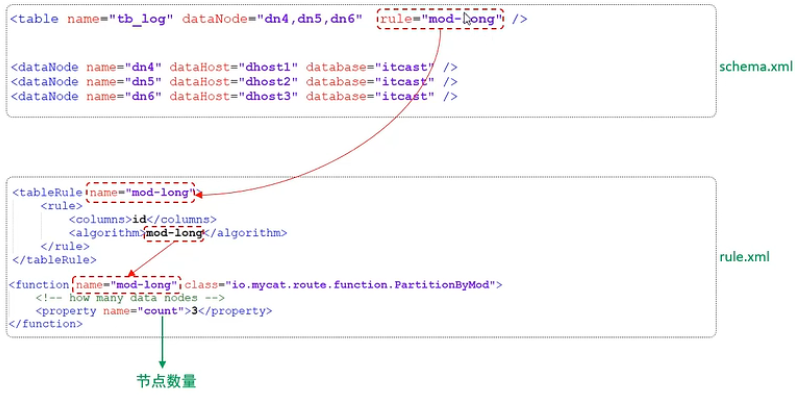 <table name="tb_log" dataNode="dn4,dn5,dn6" rule="mod-long" />
<dataNode name="dn4" dataHost="dhost1" database="itcast" />
<dataNode name="dn5" dataHost="dhost2" database="itcast" />
<dataNode name="dn6" dataHost="dhost3" database="itcast" />
schema.xml
<tableRule name="mod-long">
<rule>
<columns>id</columns>
<algorithm>mod-long</algorithm>
</rule>
</tableRule>
<function name="mod-long" class="io.mycat.route.function.PartitionByMod">
<!-- how many data nodes -->
<property name="count">3</property>
</function>
rule.xml
节点数量